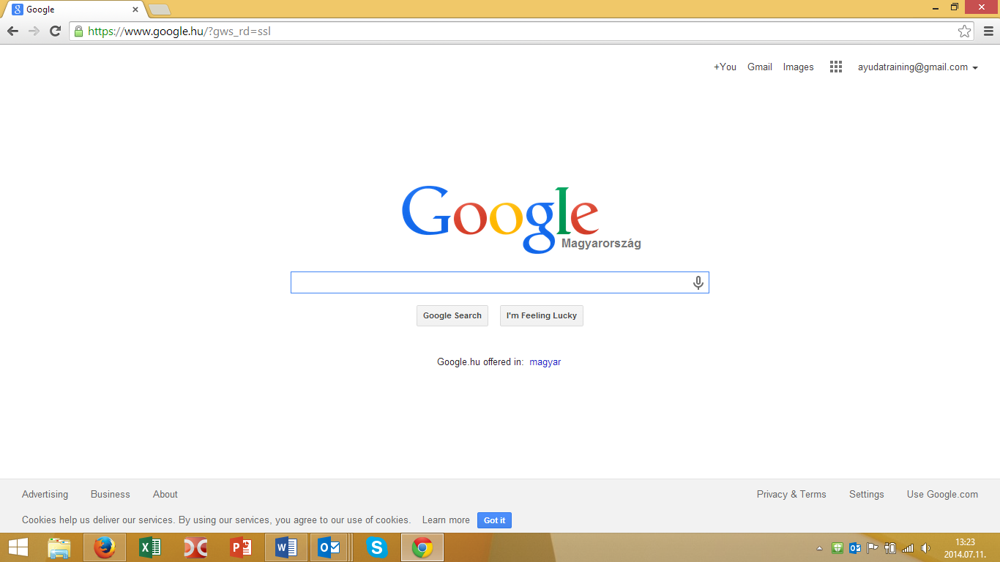 Google
https://www.google.hu/?gws_rd=ssl
+You Gmail Images ayudatraining@gmail.com
Google
Magyarország
Google Search I'm Feeling Lucky
Google.hu offered in: magyar
Advertising Business About Privacy & Terms Settings Use Google.com
Cookies help us deliver our services. By using our services, you agree to our use of cookies. Learn more Got it
13:23
2014.07.11.